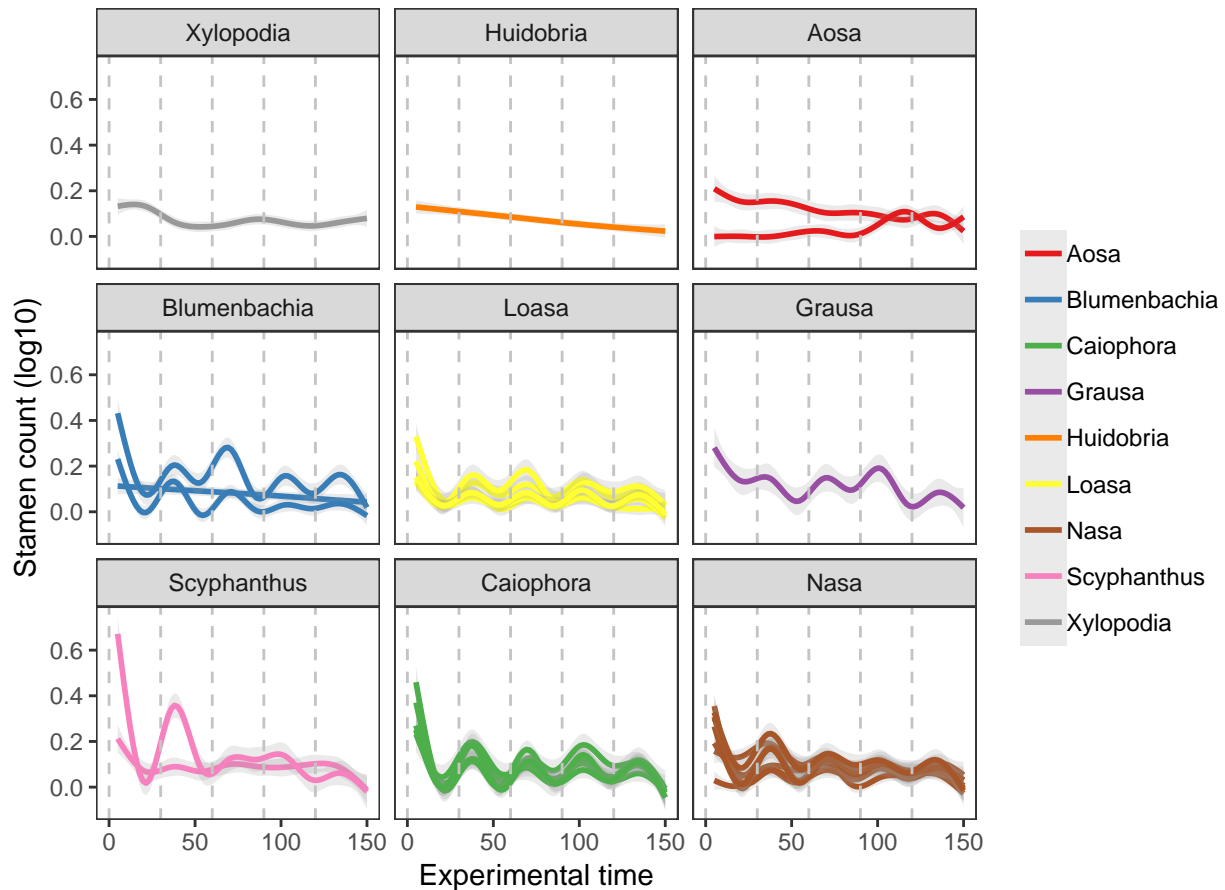 Xylopodia Huidobria Aosa
0.6
0.4
0.2
0.0
Blumenbachia Loasa Grausa
0.6
0.4
0.2
0.0
Scyphanthus Caiophora Nasa
0.6
0.4
0.2
0.0
0 50 100 150 0 50 100 150 0 50 100 150
Experimental time
Stamen count (log10)
Aosa
Blumenbachia
Caiophora
Grausa
Huidobria
Loasa
Nasa
Scyphanthus
Xylopodia